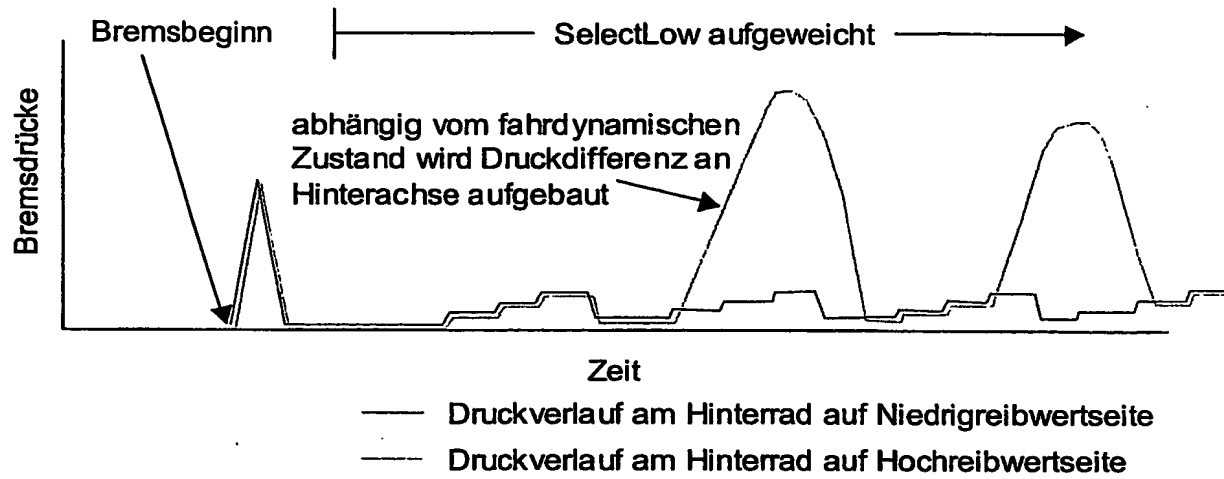 Bremsbeginn
SelectLow aufgeweicht
Bremsdrücke
abhängig vom fahrdynamischen
Zustand wird Druckdifferenz an
Hinterachse aufgebaut
Zeit
Druckverlauf am Hinterrad auf Niedrigreibwertseite
Druckverlauf am Hinterrad auf Hochreibwertseite